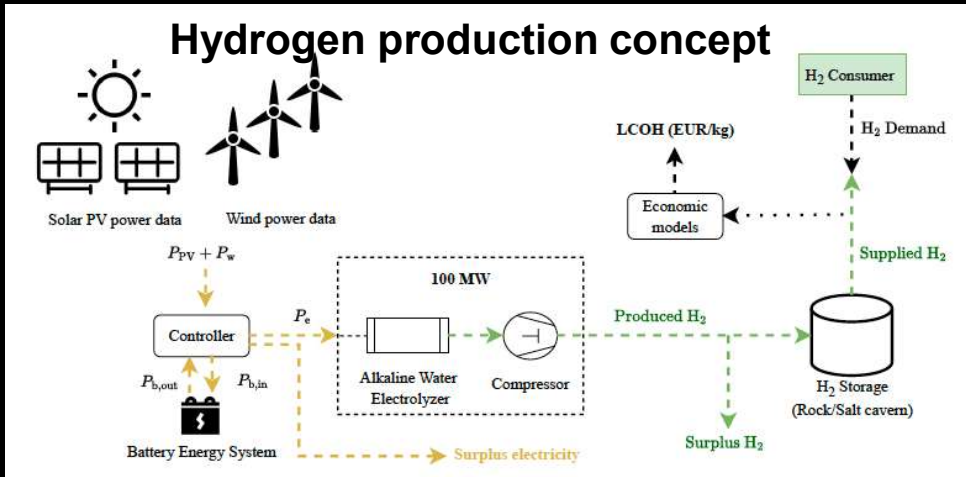 Hydrogen production concept
H₂ Consumer
LCOH (EUR/kg)
H₂ Demand
Solar PV power data
Wind power data
Economic
models
P_PV + P_w
100 MW
Supplied H₂
Controller
P_e
Produced H₂
P_b,out
P_b,in
Alkaline Water
Electrolyzer
Compressor
H₂ Storage
(Rock/Salt cavern)
Battery Energy System
Surplus electricity
Surplus H₂